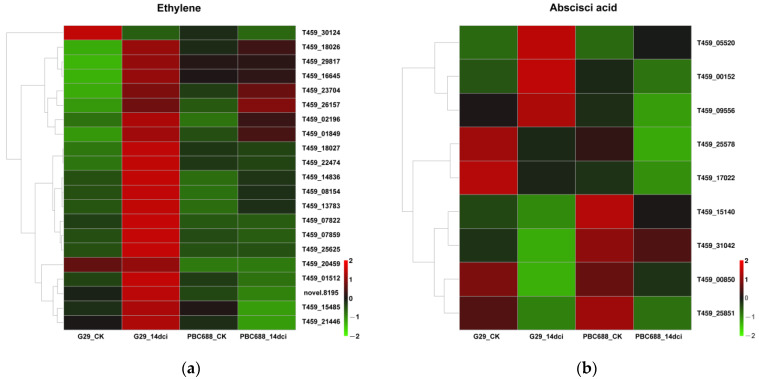 Ethylene
T459_30124
T459_18026
T459_29817
T459_16645
T459_23704
T459_26157
T459_02196
T459_01849
T459_18027
T459_22474
T459_14836
T459_08154
T459_13783
T459_07822
T459_07859
T459_25625
T459_20459
T459_01512
novel.8195
T459_15485
T459_21446
2
1
0
−1
−2
G29_CK G29_14dci PBC688_CK PBC688_14dci
(a)
Abscisci acid
T459_05520
T459_00152
T459_09556
T459_25578
T459_17022
T459_15140
T459_31042
T459_00850
T459_25851
2
1
0
−1
−2
G29_CK G29_14dci PBC688_CK PBC688_14dci
(b)